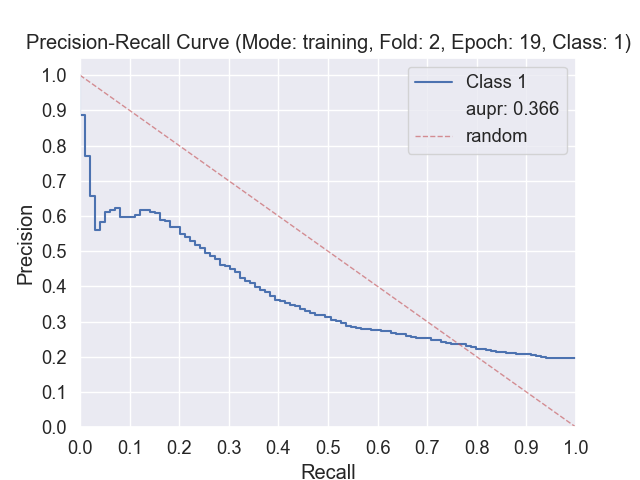 Precision-Recall Curve (Mode: training, Fold: 2, Epoch: 19, Class: 1)
Class 1
aupr: 0.366
random
Precision
1.0
0.9
0.8
0.7
0.6
0.5
0.4
0.3
0.2
0.1
0.0
0.0 0.1 0.2 0.3 0.4 0.5 0.6 0.7 0.8 0.9 1.0
Recall